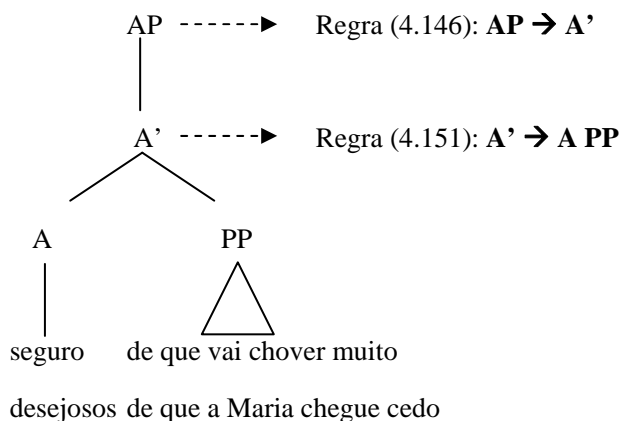 AP Regra (4.146): AP → A’
A’ Regra (4.151): A’ → A PP
A PP
seguro de que vai chover muito
desejosos de que a Maria chegue cedo